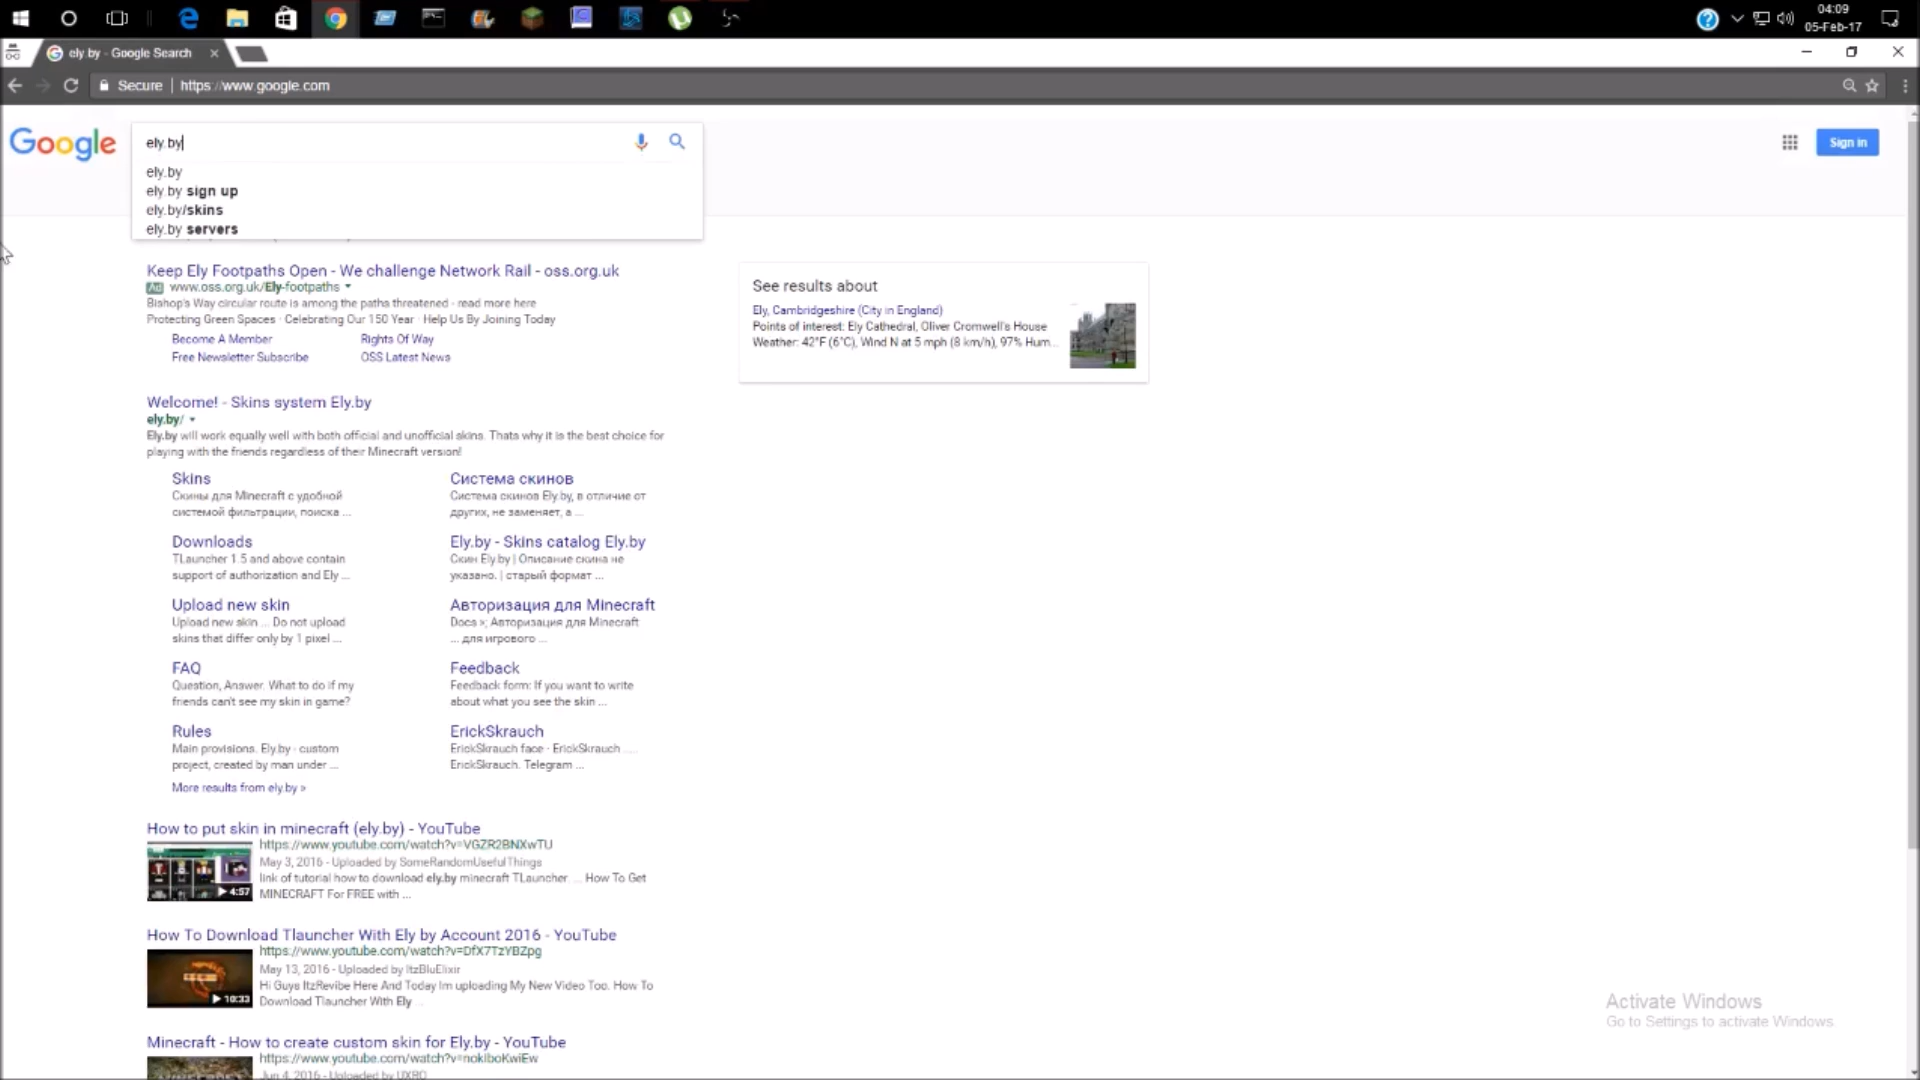 04:09
05-Feb-17
ely.by - Google Search
Secure | https://www.google.com
Google
ely.by
Sign in
ely.by
ely.by sign up
ely.by/skins
ely.by servers
Keep Ely Footpaths Open - We challenge Network Rail - oss.org.uk
Ad www.oss.org.uk/Ely-footpaths
Bishop's Way circular route is among the paths threatened - read more here
Protecting Green Spaces · Celebrating Our 150 Year · Help Us By Joining Today
Become A Member
Rights Of Way
Free Newsletter Subscribe
OSS Latest News
See results about
Ely, Cambridgeshire (City in England)
Points of interest: Ely Cathedral, Oliver Cromwell's House
Weather: 42°F (6°C), Wind N at 5 mph (8 km/h), 97% Hum...
Welcome! - Skins system Ely.by
ely.by/
Ely.by will work equally well with both official and unofficial skins. Thats why it is the best choice for
playing with the friends regardless of their Minecraft version!
Skins
Скины для Minecraft с удобной
системой фильтрации, поиска ...
Система скинов
Система скинов Ely.by, в отличие от
других, не заменяет, а ...
Downloads
TLauncher 1.5 and above contain
support of authorization and Ely ...
Ely.by - Skins catalog Ely.by
Скин Ely.by | Описание скина не
указано. | старый формат ...
Upload new skin
Upload new skin ... Do not upload
skins that differ only by 1 pixel ...
Авторизация для Minecraft
Docs »; Авторизация для Minecraft
... для игрового ...
FAQ
Question, Answer. What to do if my
friends can't see my skin in game?
Feedback
Feedback form: If you want to write
about what you see the skin ...
Rules
Main provisions. Ely.by - custom
project, created by man under ...
ErickSkrauch
ErickSkrauch face · ErickSkrauch ....
ErickSkrauch. Telegram ...
More results from ely.by »
How to put skin in minecraft (ely.by) - YouTube
https://www.youtube.com/watch?v=VGZR2BNXwTU
May 3, 2016 - Uploaded by SomeRandomUsefulThings
link of tutorial how to download ely.by minecraft TLauncher. ... How To Get
MINECRAFT For FREE with ...
4:57
How To Download Tlauncher With Ely by Account 2016 - YouTube
https://www.youtube.com/watch?v=DfX7TzYBZpg
May 13, 2016 - Uploaded by ItzBluElixir
Hi Guys ItzRevibe Here And Today Im uploading My New Video Too. How To
Download Tlauncher With Ely ...
10:33
Activate Windows
Go to Settings to activate Windows.
Minecraft - How to create custom skin for Ely.by - YouTube
https://www.youtube.com/watch?v=noklboKwiEw
Jun 4, 2016 - Uploaded by UXRO